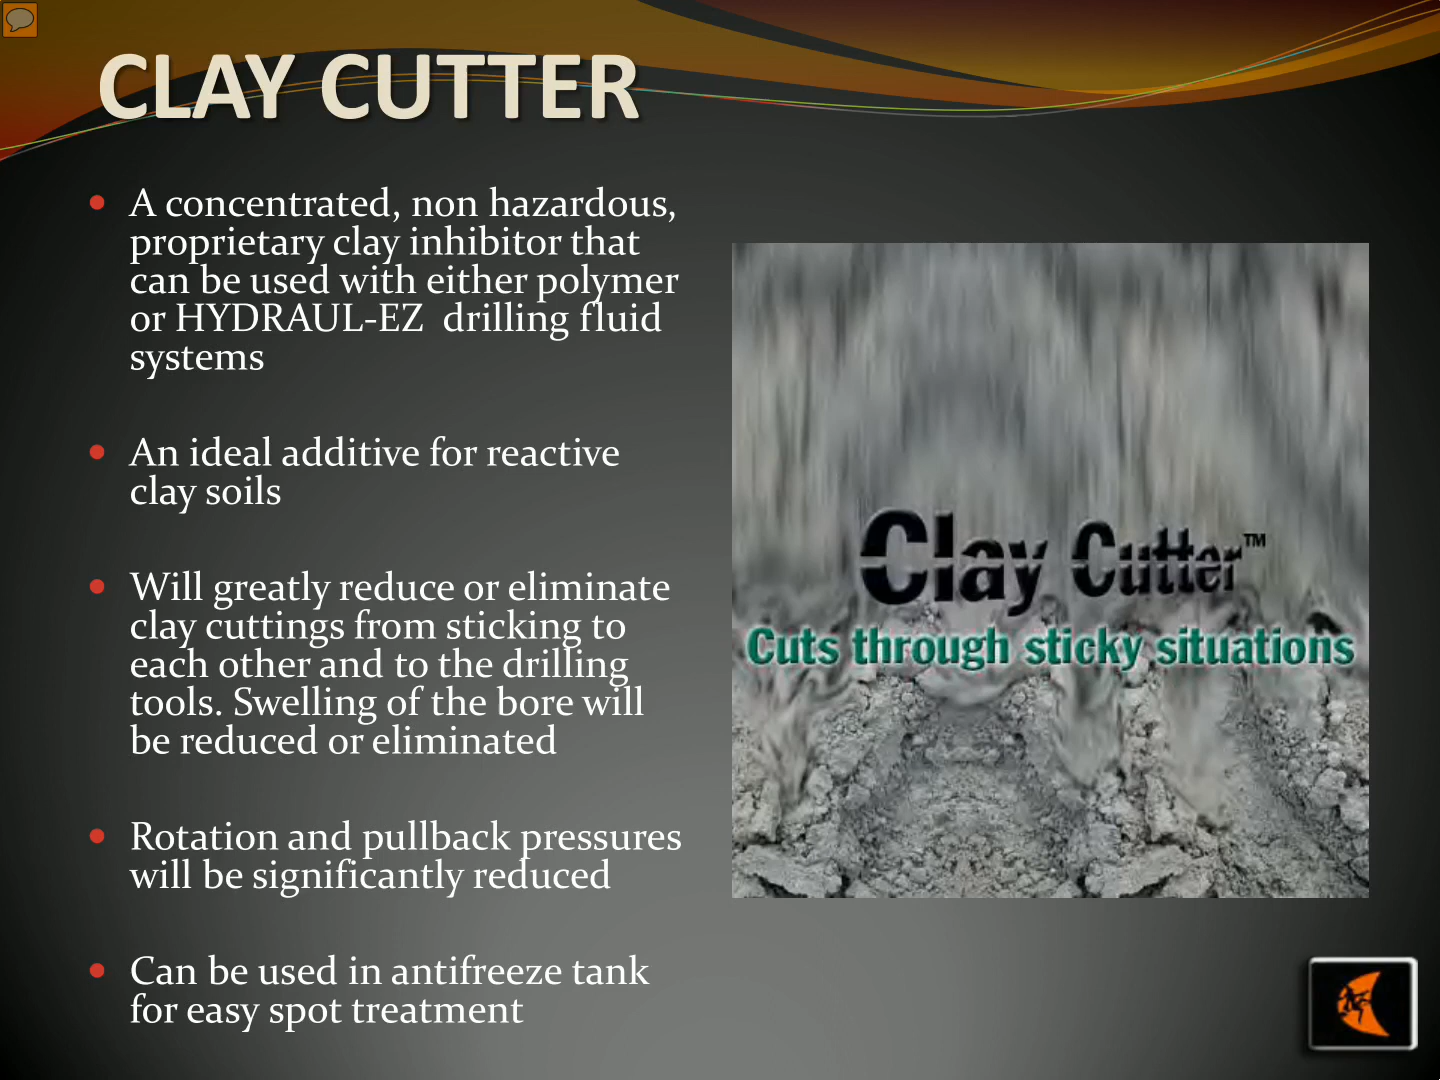 CLAY CUTTER
A concentrated, non hazardous,
proprietary clay inhibitor that
can be used with either polymer
or HYDRAUL-EZ  drilling fluid
systems
An ideal additive for reactive
clay soils
Will greatly reduce or eliminate
clay cuttings from sticking to
each other and to the drilling
tools. Swelling of the bore will
be reduced or eliminated
Rotation and pullback pressures
will be significantly reduced
Can be used in antifreeze tank
for easy spot treatment
Clay Cutter™
Cuts through sticky situations